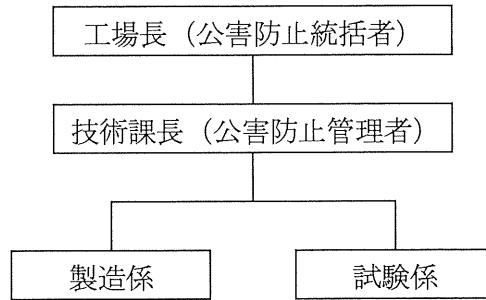 工場長（公害防止統括者）
技術課長（公害防止管理者）
製造係
試験係